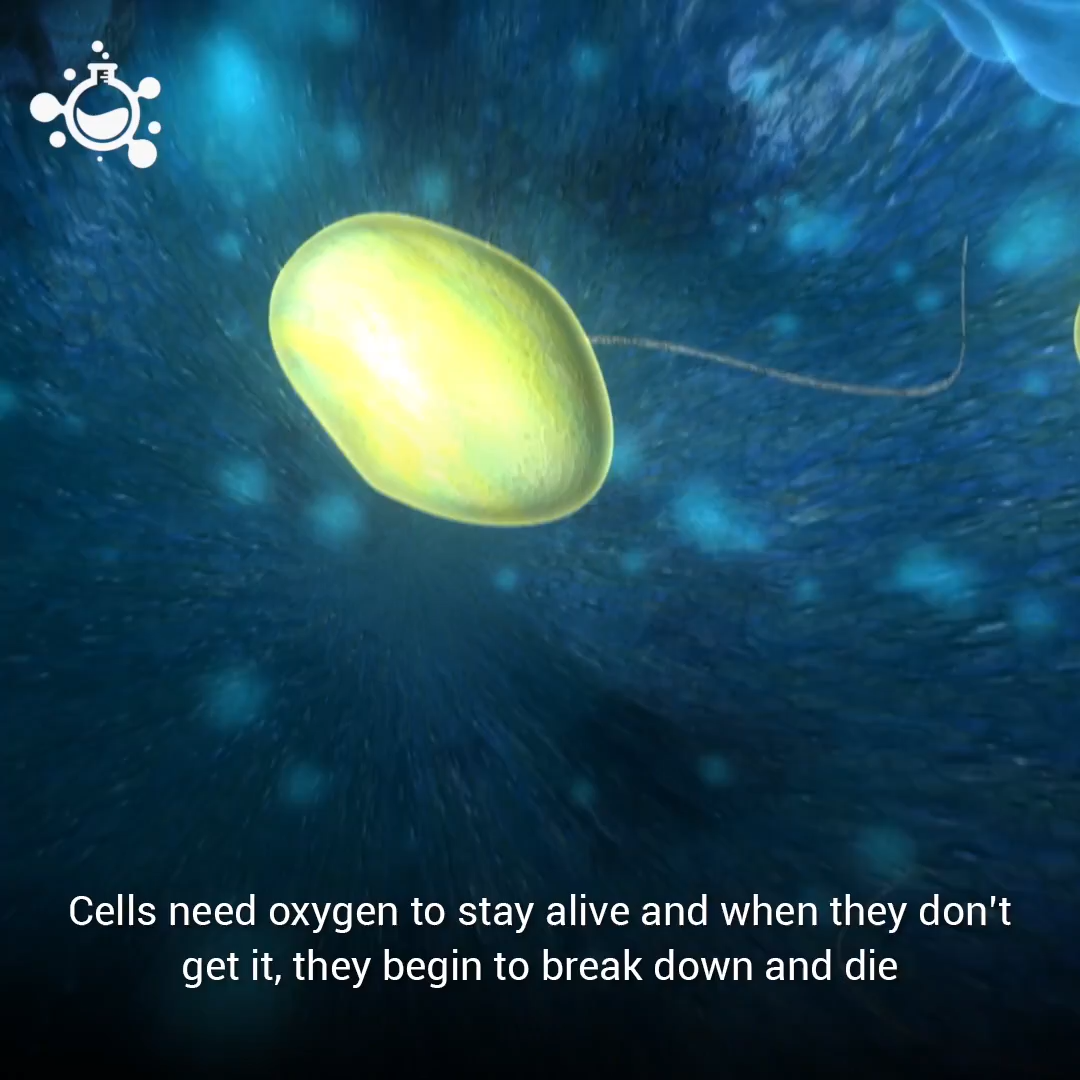 Cells need oxygen to stay alive and when they don't
get it, they begin to break down and die